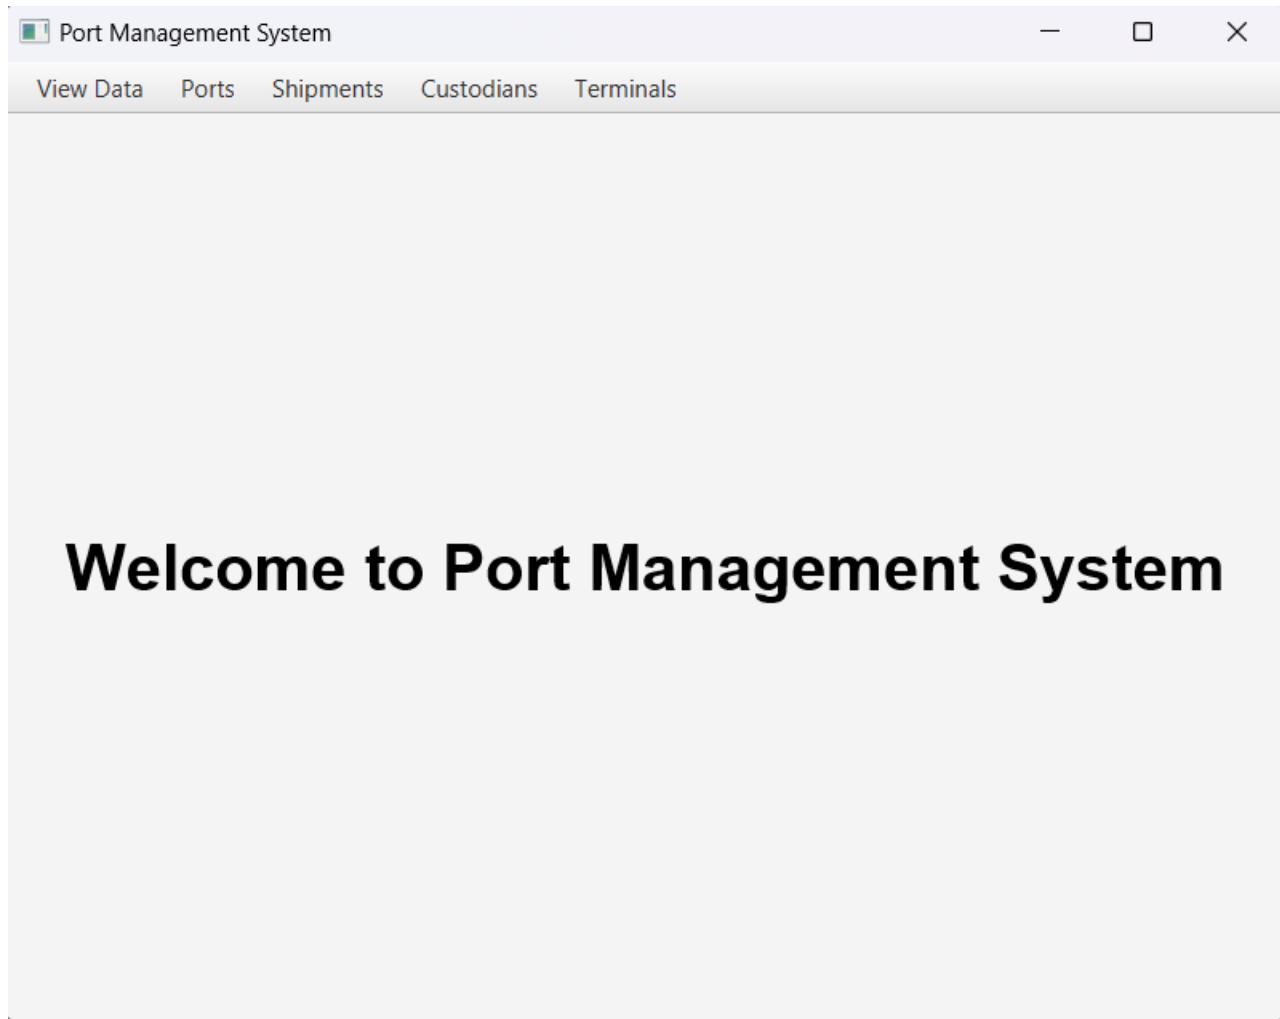 Port Management System
View Data Ports Shipments Custodians Terminals
Welcome to Port Management System